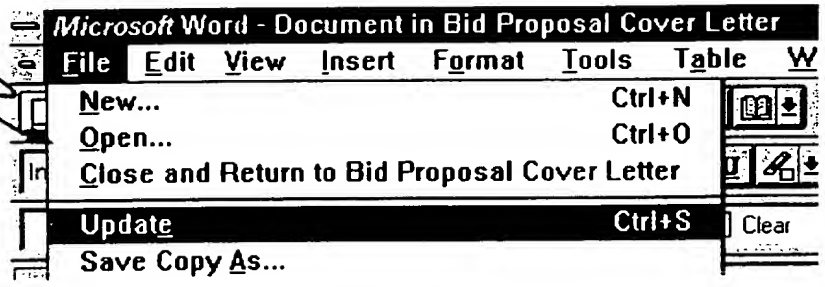 Microsoft Word - Document in Bid Proposal Cover Letter
File Edit View Insert Format Tools Table W
New... Ctrl+N
Open... Ctrl+O
Close and Return to Bid Proposal Cover Letter
Update Ctrl+S
Clear
Save Copy As...